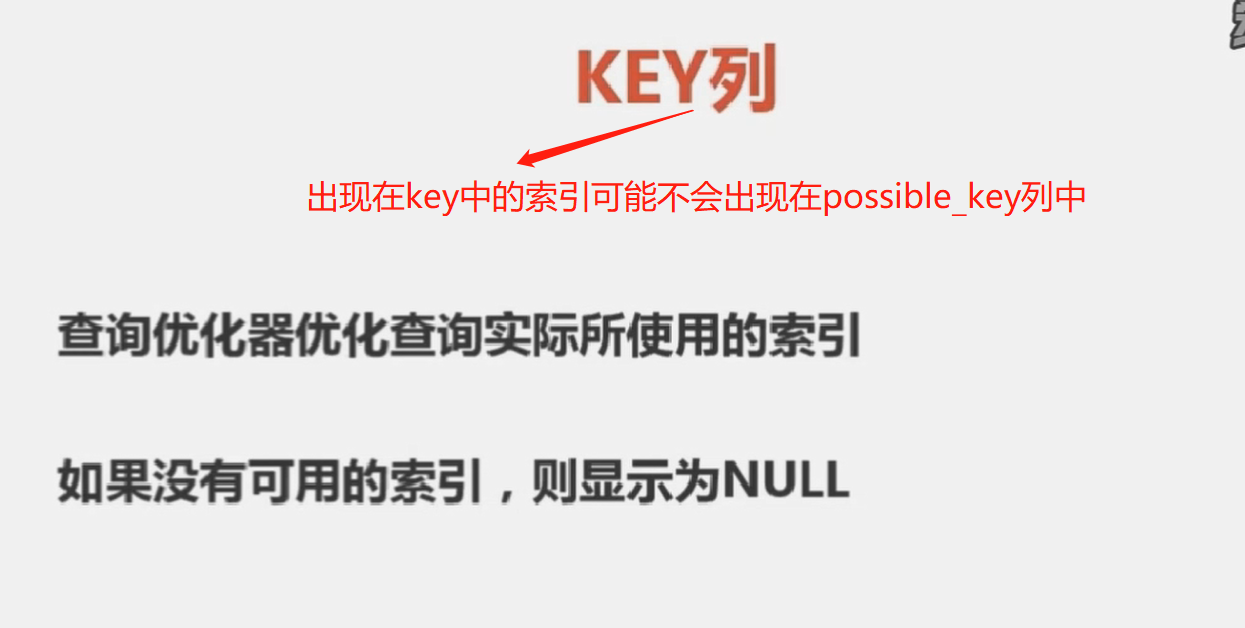 KEY列
出现在key中的索引可能不会出现在possible_key列中
查询优化器优化查询实际所使用的索引
如果没有可用的索引，则显示为NULL